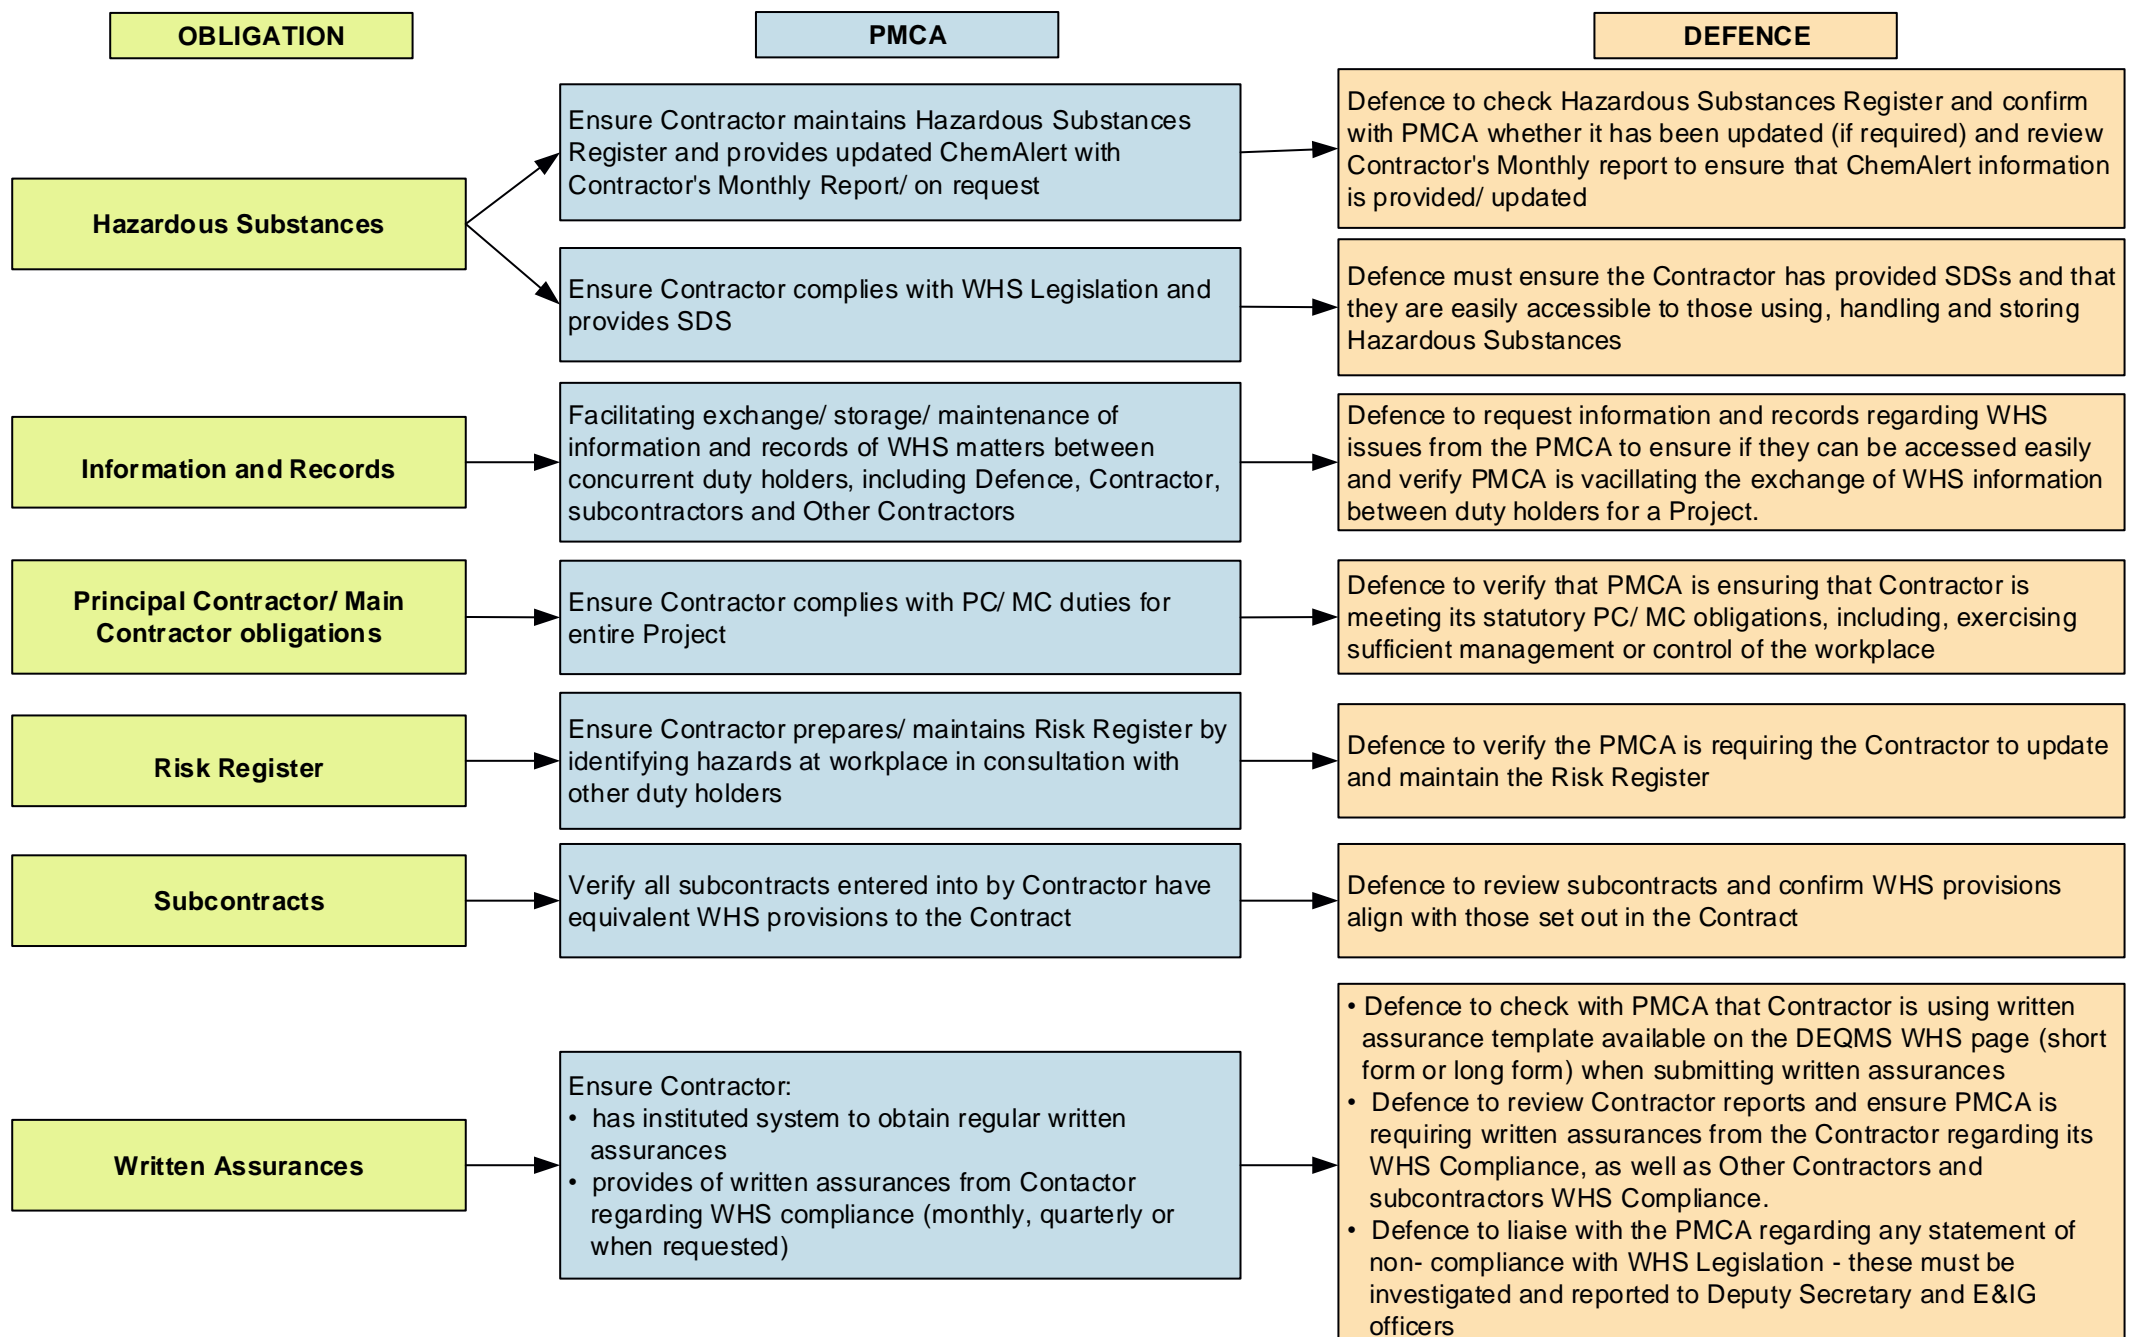 OBLIGATION
PMCA
DEFENCE
Hazardous Substances
Ensure Contractor maintains Hazardous Substances
Register and provides updated ChemAlert with
Contractor's Monthly Report/ on request
Defence to check Hazardous Substances Register and confirm
with PMCA whether it has been updated (if required) and review
Contractor's Monthly report to ensure that ChemAlert information
is provided/ updated
Ensure Contractor complies with WHS Legislation and
provides SDS
Defence must ensure the Contractor has provided SDSs and that
they are easily accessible to those using, handling and storing
Hazardous Substances
Information and Records
Facilitating exchange/ storage/ maintenance of
information and records of WHS matters between
concurrent duty holders, including Defence, Contractor,
subcontractors and Other Contractors
Defence to request information and records regarding WHS
issues from the PMCA to ensure if they can be accessed easily
and verify PMCA is vacillating the exchange of WHS information
between duty holders for a Project.
Principal Contractor/ Main
Contractor obligations
Ensure Contractor complies with PC/ MC duties for
entire Project
Defence to verify that PMCA is ensuring that Contractor is
meeting its statutory PC/ MC obligations, including, exercising
sufficient management or control of the workplace
Risk Register
Ensure Contractor prepares/ maintains Risk Register by
identifying hazards at workplace in consultation with
other duty holders
Defence to verify the PMCA is requiring the Contractor to update
and maintain the Risk Register
Subcontracts
Verify all subcontracts entered into by Contractor have
equivalent WHS provisions to the Contract
Defence to review subcontracts and confirm WHS provisions
align with those set out in the Contract
Written Assurances
Ensure Contractor:
• has instituted system to obtain regular written
assurances
• provides of written assurances from Contactor
regarding WHS compliance (monthly, quarterly or
when requested)
• Defence to check with PMCA that Contractor is using written
assurance template available on the DEQMS WHS page (short
form or long form) when submitting written assurances
• Defence to review Contractor reports and ensure PMCA is
requiring written assurances from the Contractor regarding its
WHS Compliance, as well as Other Contractors and
subcontractors WHS Compliance.
• Defence to liaise with the PMCA regarding any statement of
non- compliance with WHS Legislation - these must be
investigated and reported to Deputy Secretary and E&IG
officers